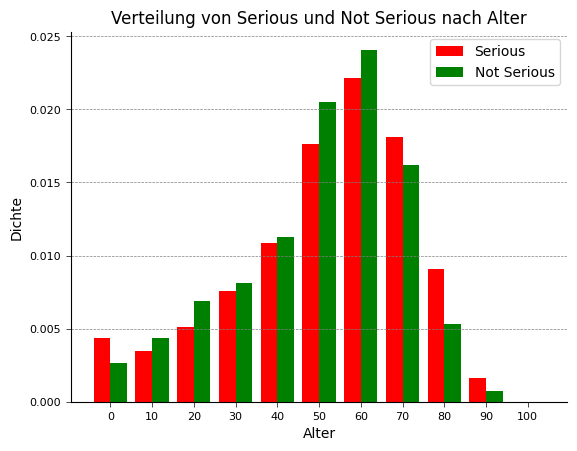 Verteilung von Serious und Not Serious nach Alter
Serious
Not Serious
Dichte
0.025
0.020
0.015
0.010
0.005
0.000
0 10 20 30 40 50 60 70 80 90 100
Alter